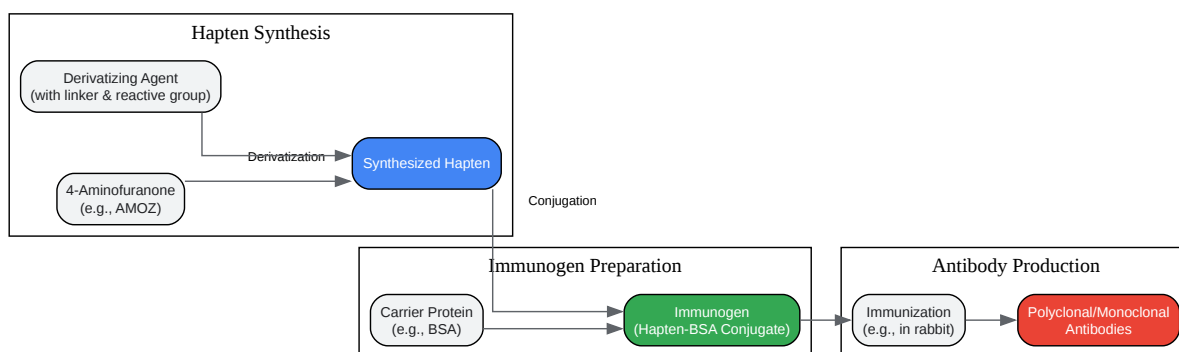 Hapten Synthesis
Derivatizing Agent
(with linker & reactive group)
Derivatization
Synthesized Hapten
4-Aminofuranone
(e.g., AMOZ)
Conjugation
Immunogen Preparation
Carrier Protein
(e.g., BSA)
Immunogen
(Hapten-BSA Conjugate)
Antibody Production
Immunization
(e.g., in rabbit)
Polyclonal/Monoclonal
Antibodies